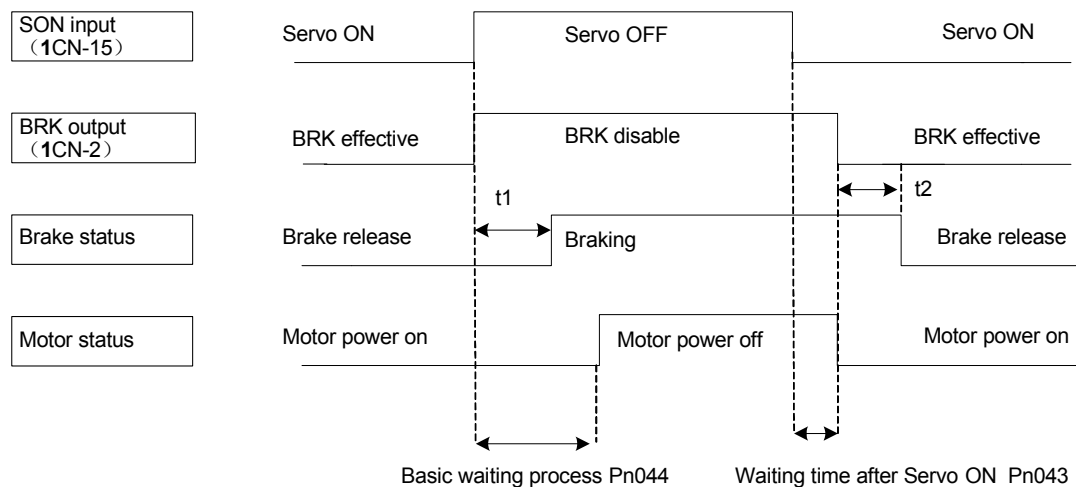 SON input
（1CN-15）
Servo ON
Servo OFF
Servo ON
BRK output
（1CN-2）
BRK effective
BRK disable
BRK effective
t1
t2
Brake status
Brake release
Braking
Brake release
Motor status
Motor power on
Motor power off
Motor power on
Basic waiting process Pn044
Waiting time after Servo ON Pn043